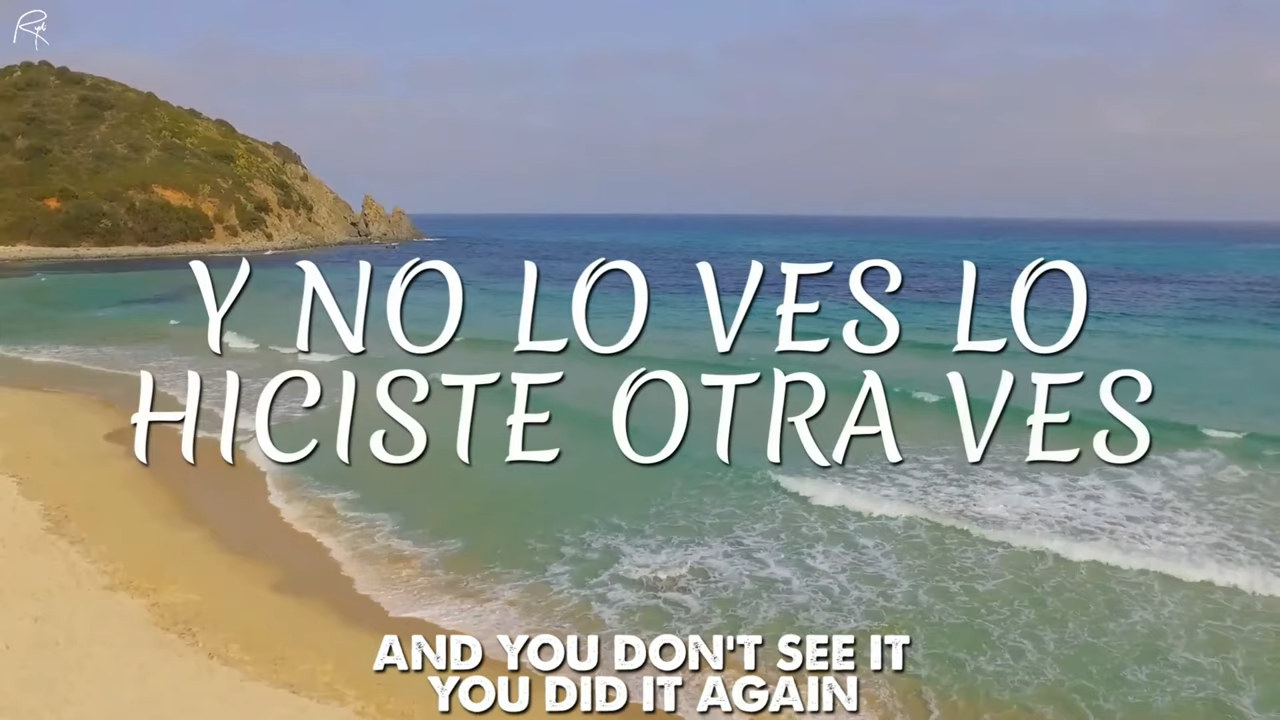 Y NO LO VES LO
HICISTE OTRA VES
AND YOU DON'T SEE IT
YOU DID IT AGAIN